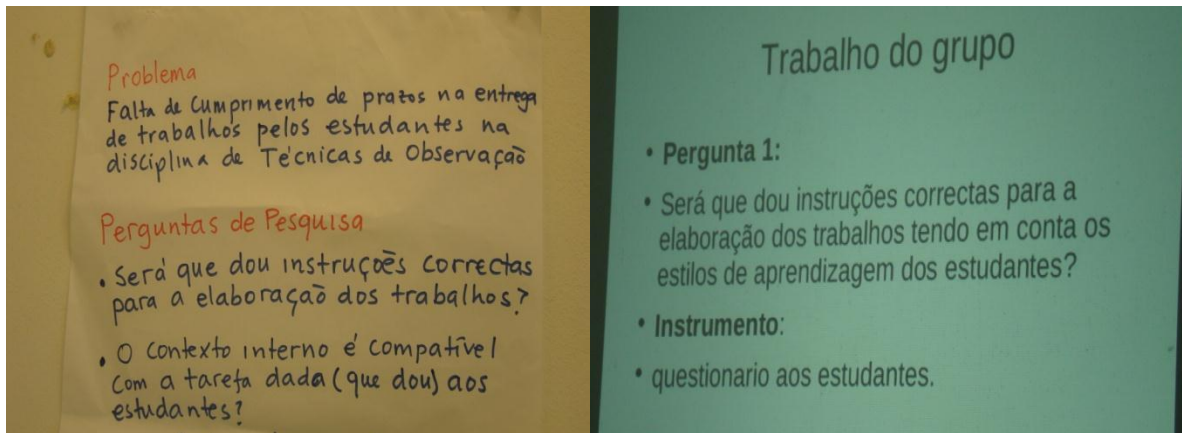 Problema
Falta de Cumprimento de prazos na entrega
de trabalhos pelos estudantes na
disciplina de Técnicas de Observação
Perguntas de Pesquisa
• Será que dou instruções correctas
para a elaboração dos trabalhos?
• O contexto interno é compatível
com a tarefa dada (que dou) aos
estudantes?
Trabalho do grupo
• Pergunta 1:
• Será que dou instruções correctas para a
elaboração dos trabalhos tendo em conta os
estilos de aprendizagem dos estudantes?
• Instrumento:
• questionario aos estudantes.